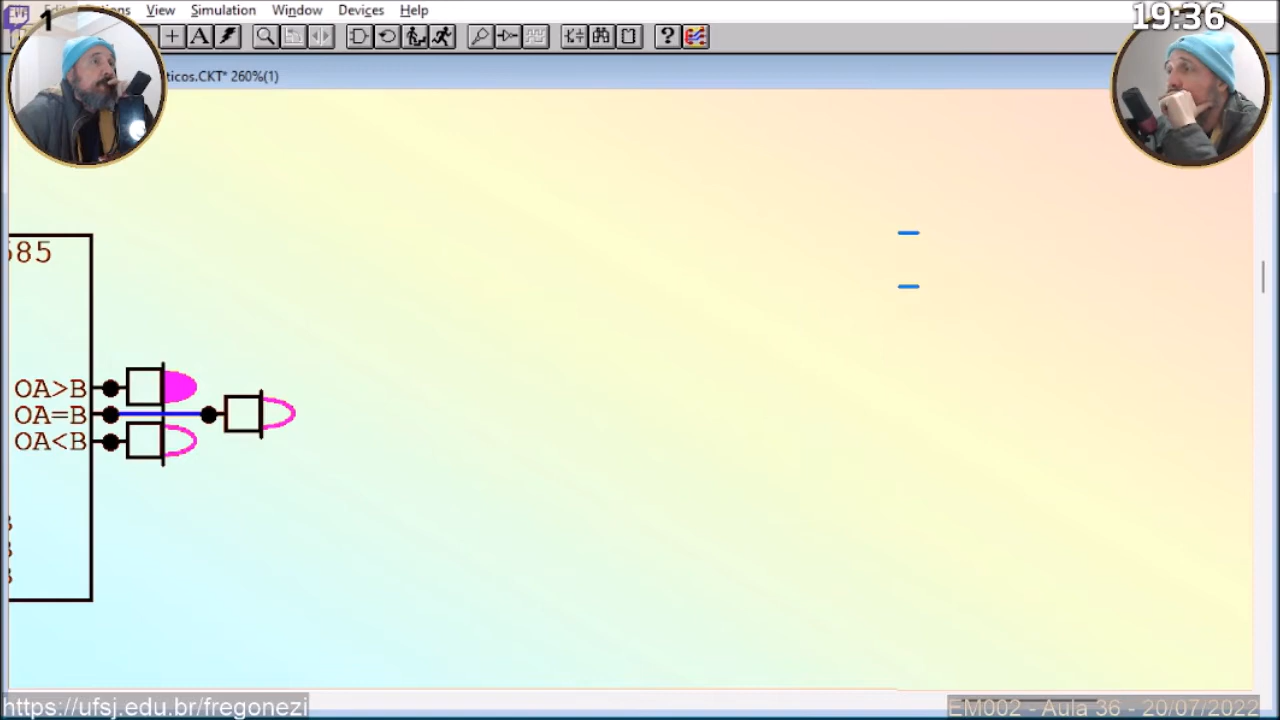 1
Options View Simulation Window Devices Help
19:36
A
K
?
ticos.CKT* 260%(1)
585
OA>B
OA=B
OA<B
https://ufsj.edu.br/fregonezi
EM002 - Aula 36 - 20/07/2022